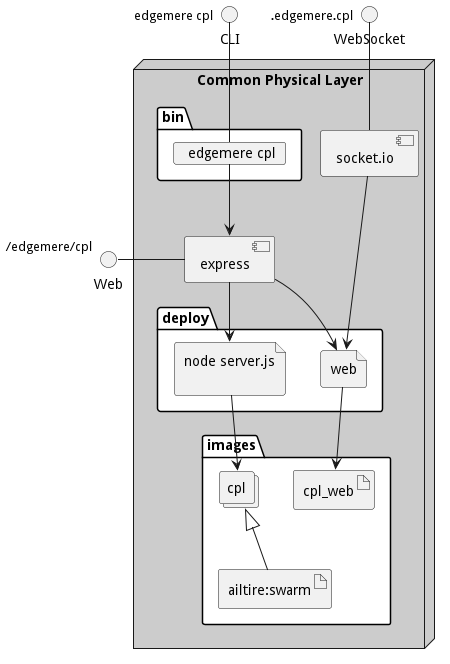 edgemere cpl
.edgemere.cpl
CLI
WebSocket
Common Physical Layer
bin
edgemere cpl
socket.io
/edgemere/cpl
express
Web
deploy
node server.js
web
images
cpl
cpl_web
ailtire:swarm